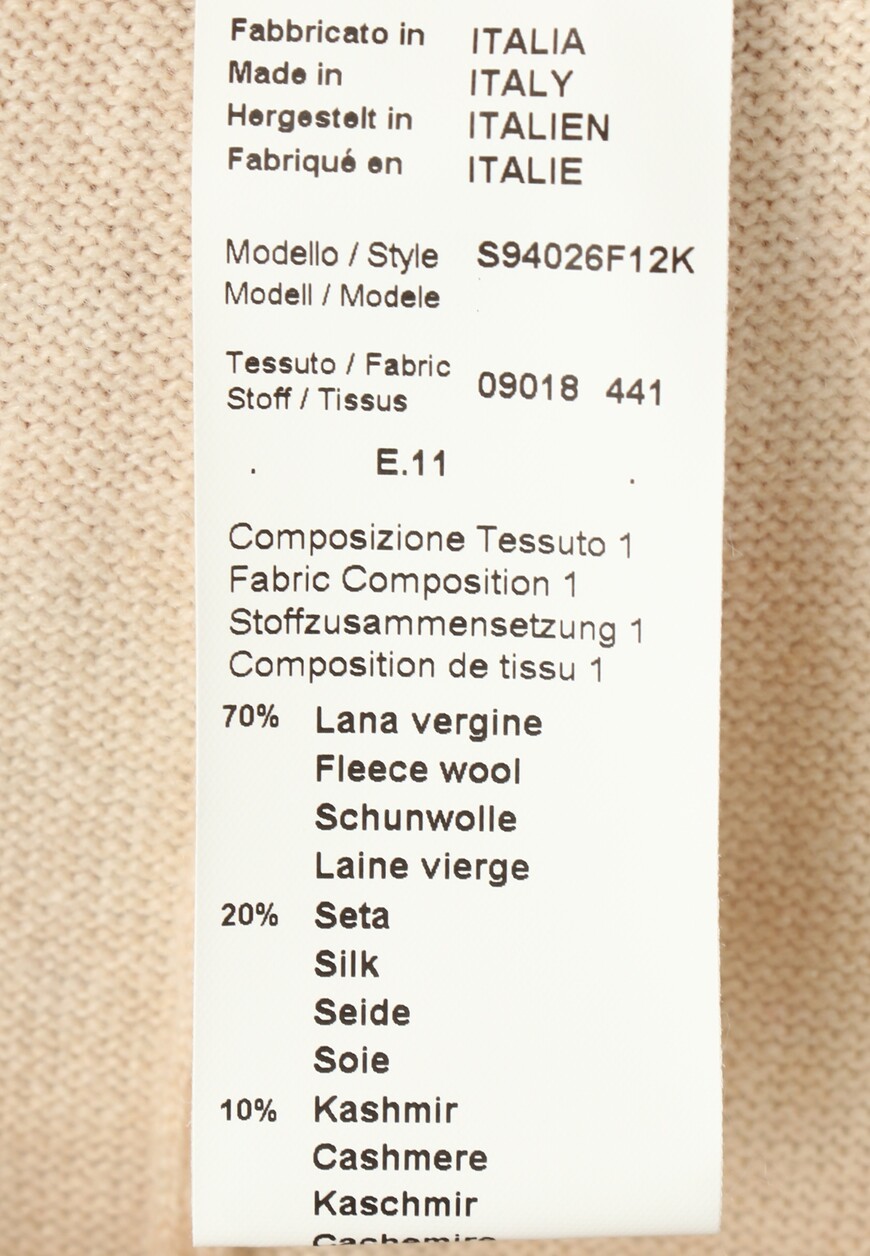 Fabbricato in ITALIA
Made in ITALY
Hergestelt in ITALIEN
Fabriqué en ITALIE
Modello / Style S94026F12K
Modell / Modele
Tessuto / Fabric
Stoff / Tissus 09018 441
E.11
Composizione Tessuto 1
Fabric Composition 1
Stoffzusammensetzung 1
Composition de tissu 1
70% Lana vergine
Fleece wool
Schunwolle
Laine vierge
20% Seta
Silk
Seide
Soie
10% Kashmir
Cashmere
Kaschmir